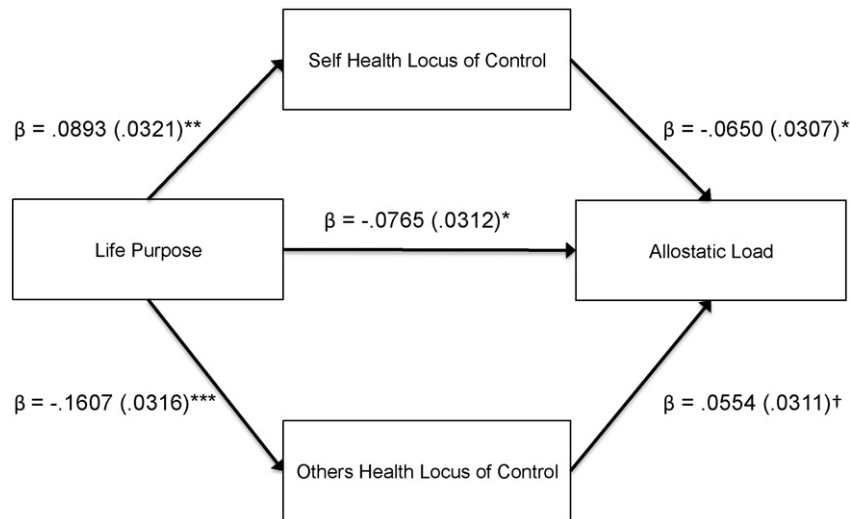 Self Health Locus of Control
β = .0893 (.0321)**
β = -.0650 (.0307)*
β = -.0765 (.0312)*
Life Purpose
Allostatic Load
β = -.1607 (.0316)***
β = .0554 (.0311)†
Others Health Locus of Control